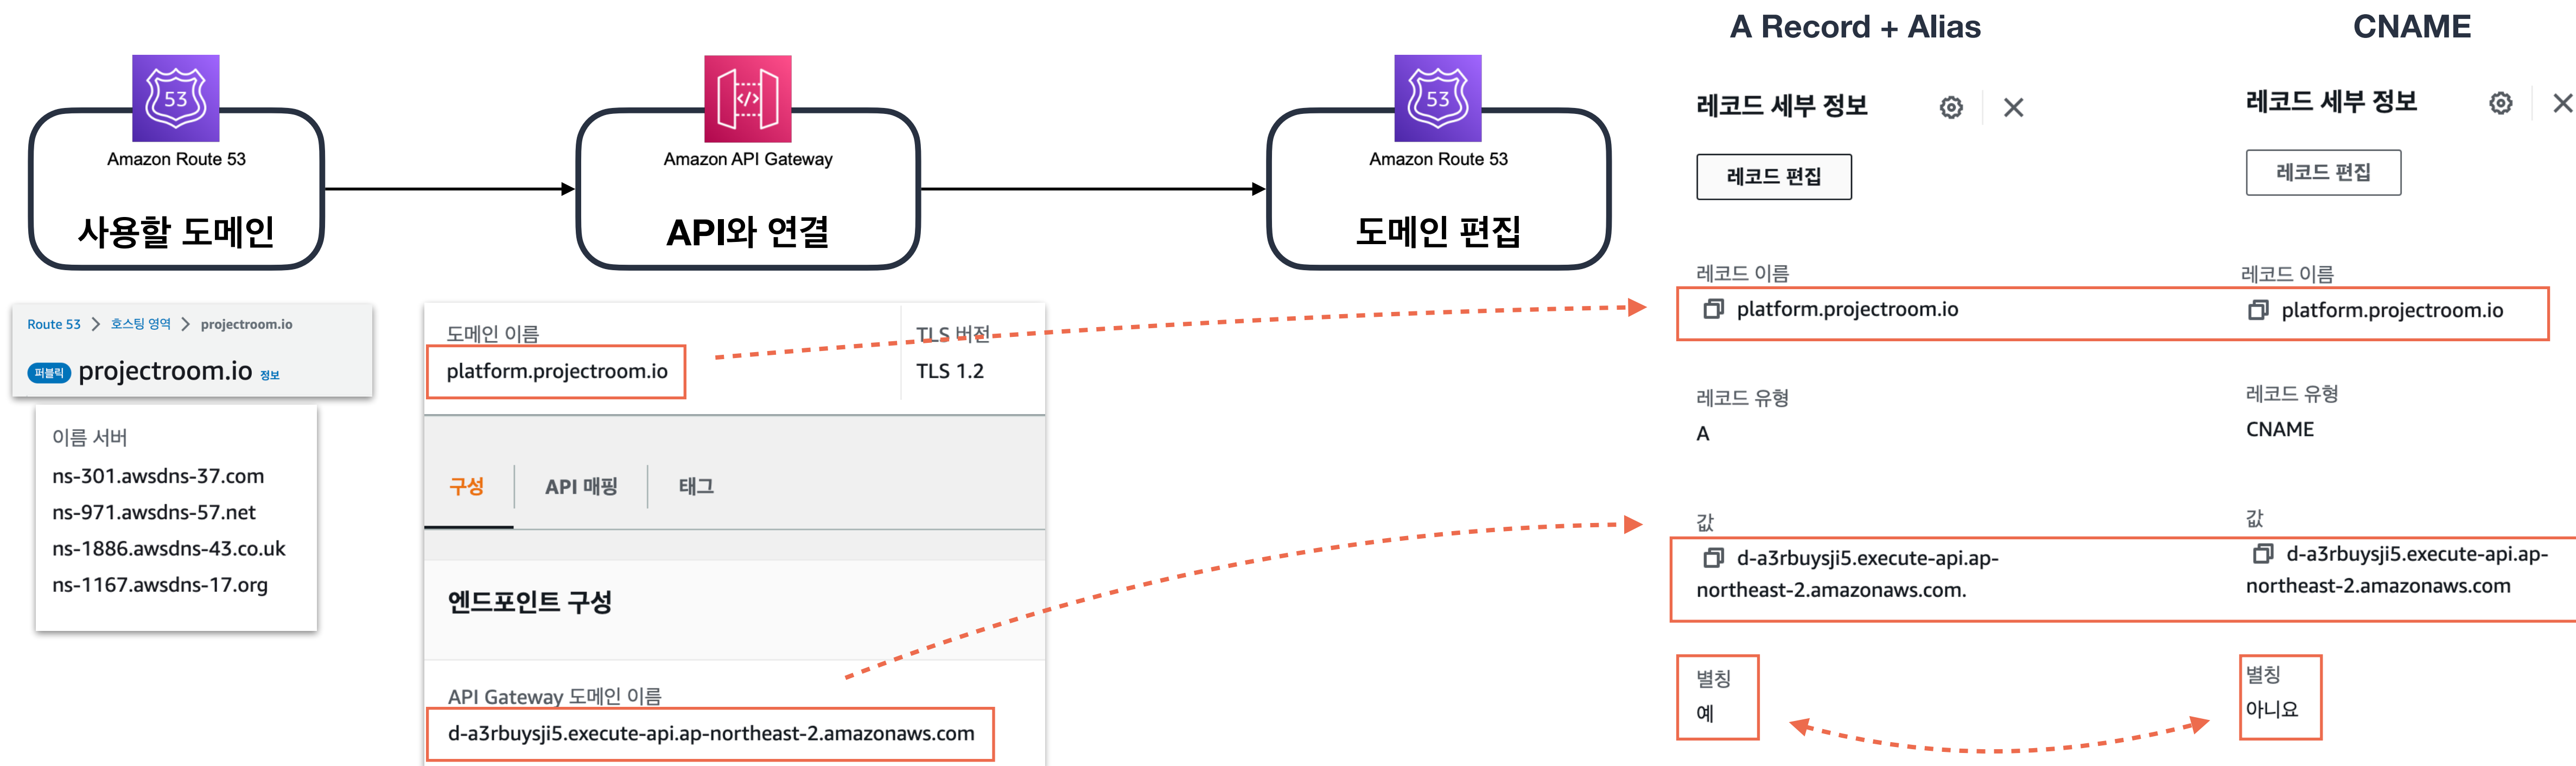 A Record + Alias
CNAME
53
Amazon Route 53
사용할 도메인
</>
Amazon API Gateway
API와 연결
53
Amazon Route 53
도메인 편집
Route 53 > 호스팅 영역 > projectroom.io
퍼블릭 projectroom.io 정보
이름 서버
ns-301.awsdns-37.com
ns-971.awsdns-57.net
ns-1886.awsdns-43.co.uk
ns-1167.awsdns-17.org
도메인 이름
platform.projectroom.io
TLS 버전
TLS 1.2
구성
API 매핑
태그
엔드포인트 구성
API Gateway 도메인 이름
d-a3rbuysji5.execute-api.ap-northeast-2.amazonaws.com
레코드 세부 정보
레코드 편집
레코드 이름
platform.projectroom.io
레코드 유형
A
값
d-a3rbuysji5.execute-api.ap-
northeast-2.amazonaws.com.
별칭
예
레코드 세부 정보
레코드 편집
레코드 이름
platform.projectroom.io
레코드 유형
CNAME
값
d-a3rbuysji5.execute-api.ap-
northeast-2.amazonaws.com
별칭
아니요